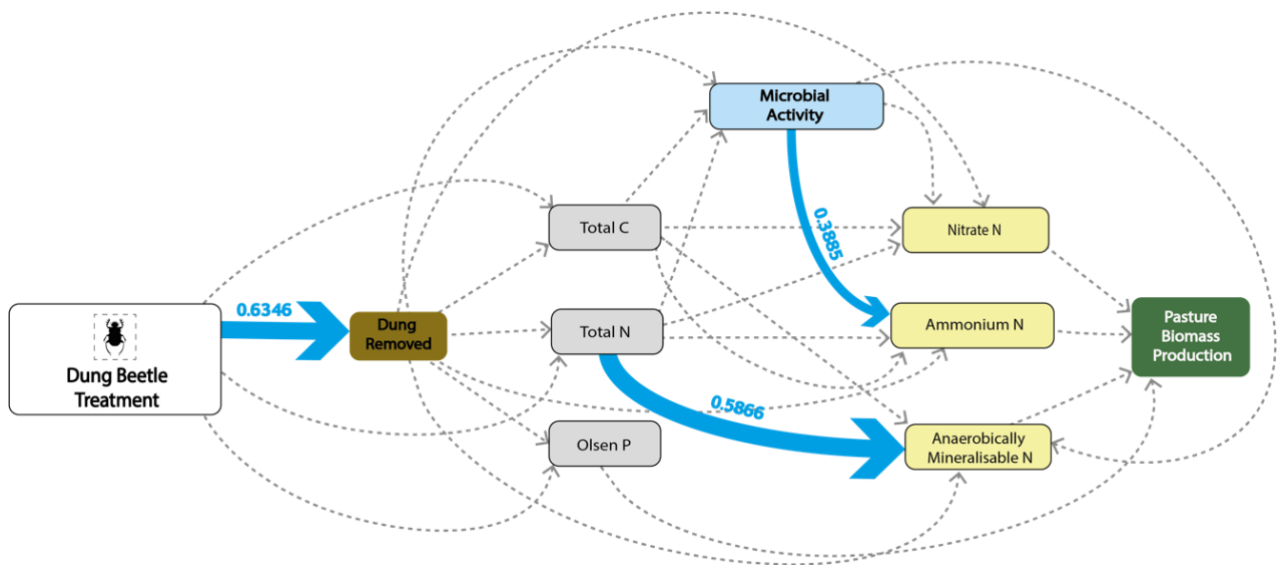 Microbial
Activity
0.3885
Total C
Nitrate N
0.6346
Dung
Removed
Total N
Ammonium N
Pasture
Biomass
Production
Dung Beetle
Treatment
0.5866
Olsen P
Anaerobically
Mineralisable N